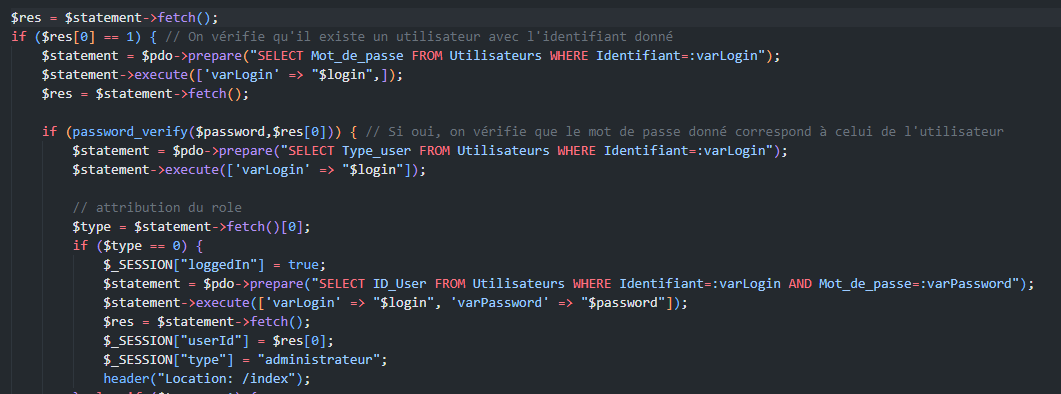 $res = $statement->fetch();
if ($res[0] == 1) { // On vérifie qu'il existe un utilisateur avec l'identifiant donné
$statement = $pdo->prepare("SELECT Mot_de_passe FROM Utilisateurs WHERE Identifiant=:varLogin");
$statement->execute(['varLogin' => "$login",]);
$res = $statement->fetch();
if (password_verify($password,$res[0])) { // Si oui, on vérifie que le mot de passe donné correspond à celui de l'utilisateur
$statement = $pdo->prepare("SELECT Type_user FROM Utilisateurs WHERE Identifiant=:varLogin");
$statement->execute(['varLogin' => "$login"]);
// attribution du role
$type = $statement->fetch()[0];
if ($type == 0) {
$_SESSION["loggedIn"] = true;
$statement = $pdo->prepare("SELECT ID_User FROM Utilisateurs WHERE Identifiant=:varLogin AND Mot_de_passe=:varPassword");
$statement->execute(['varLogin' => "$login", 'varPassword' => "$password"]);
$res = $statement->fetch();
$_SESSION["userId"] = $res[0];
$_SESSION["type"] = "administrateur";
header("Location: /index");